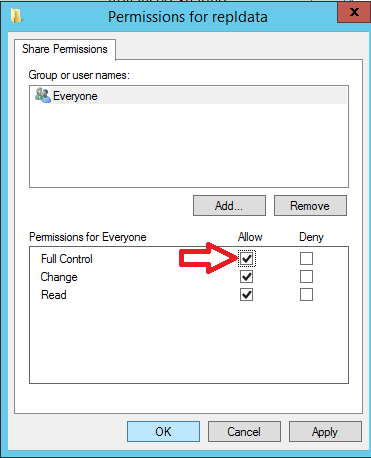 Permissions for repldata
x
Share Permissions
Group or user names:
Everyone
Add...
Remove
Permissions for Everyone Allow Deny
Full Control
Change
Read
OK
Cancel
Apply